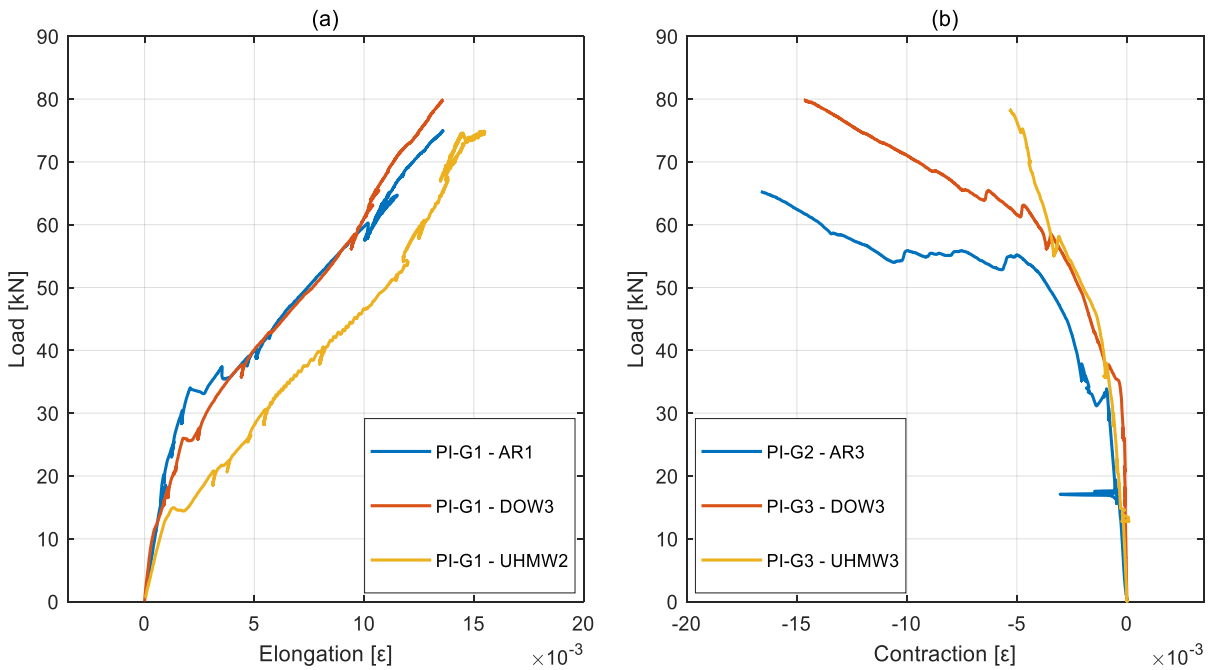 (a)
90
80
70
60
50
40
30
20
10
0
Load [kN]
0
5
10
15
20
×10⁻³
Elongation [ε]
PI-G1 - AR1
PI-G1 - DOW3
PI-G1 - UHMW2
(b)
90
80
70
60
50
40
30
20
10
0
Load [kN]
-20
-15
-10
-5
0
×10⁻³
Contraction [ε]
PI-G2 - AR3
PI-G3 - DOW3
PI-G3 - UHMW3